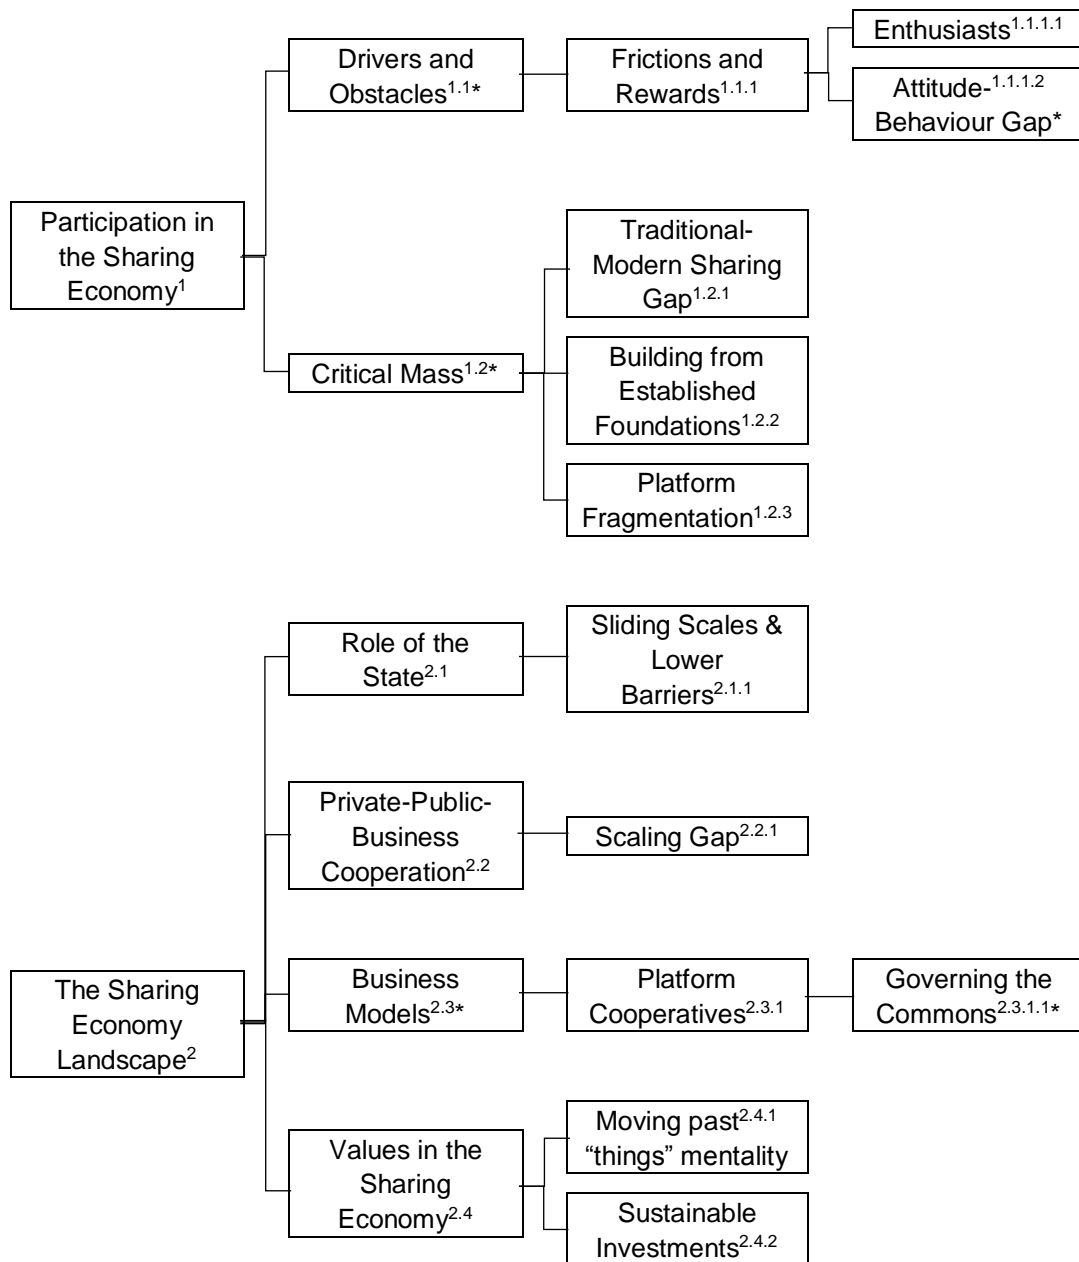 Participation in
the Sharing
Economy1
Drivers and
Obstacles1.1*
Frictions and
Rewards1.1.1
Enthusiasts1.1.1.1
Attitude-1.1.1.2
Behaviour Gap*
Critical Mass1.2*
Traditional-
Modern Sharing
Gap1.2.1
Building from
Established
Foundations1.2.2
Platform
Fragmentation1.2.3
The Sharing
Economy
Landscape2
Role of the
State2.1
Sliding Scales &
Lower
Barriers2.1.1
Private-Public-
Business
Cooperation2.2
Scaling Gap2.2.1
Business
Models2.3*
Platform
Cooperatives2.3.1
Governing the
Commons2.3.1.1*
Values in the
Sharing
Economy2.4
Moving past2.4.1
“things” mentality
Sustainable
Investments2.4.2